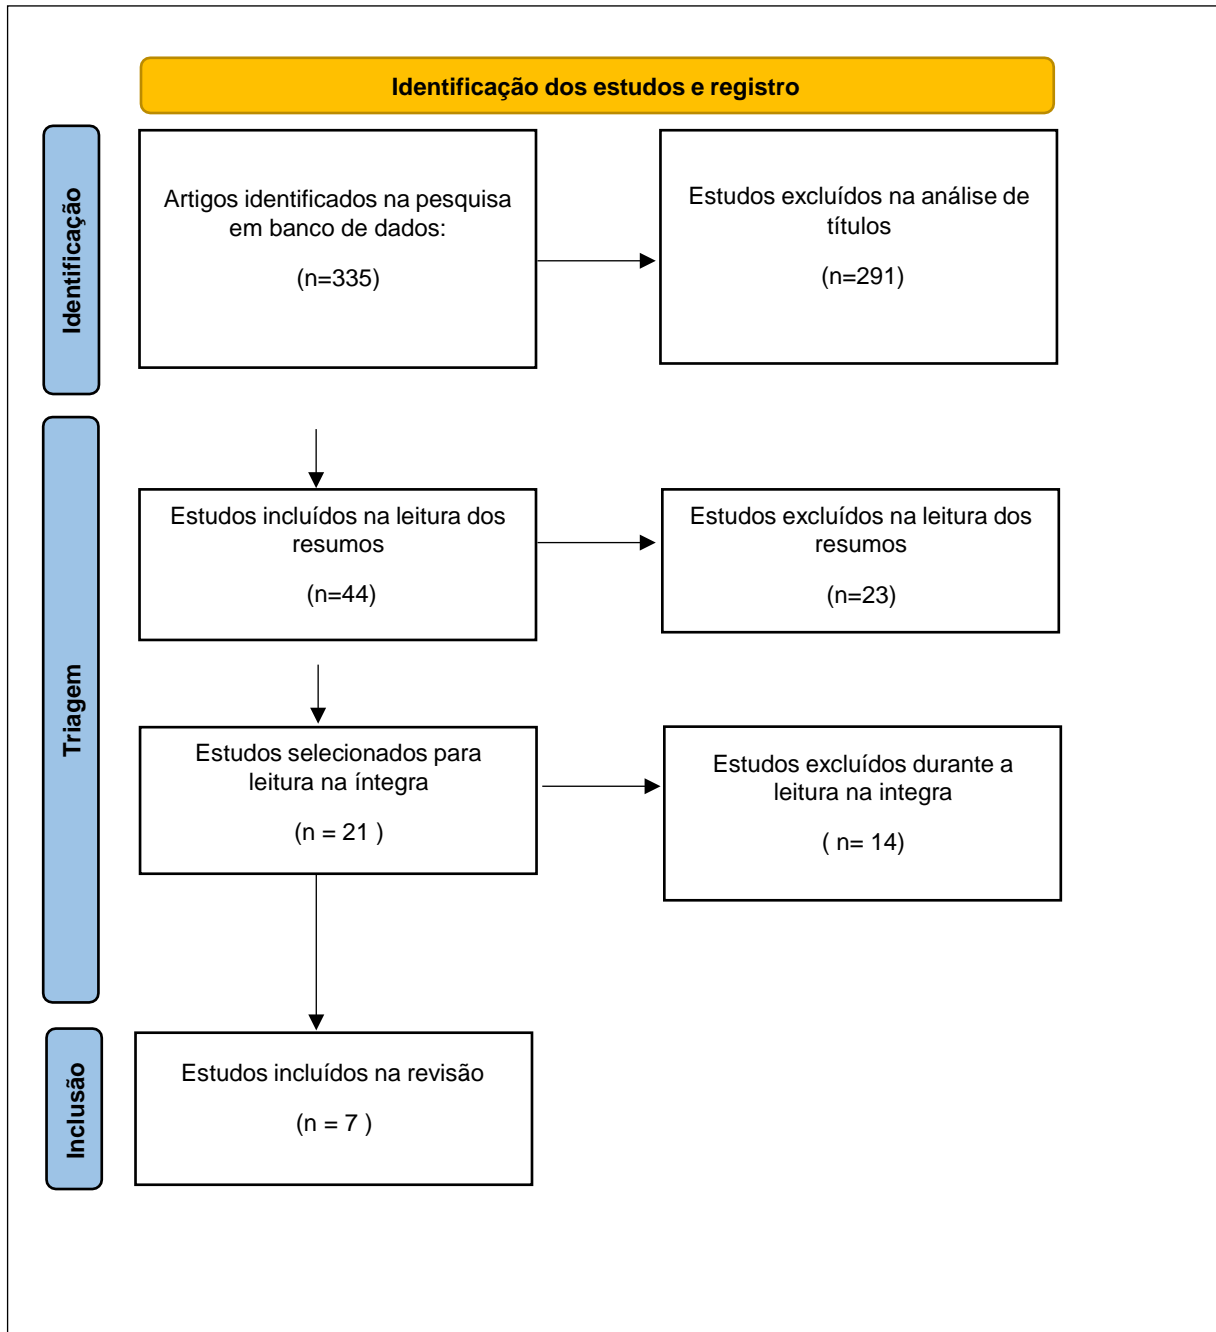 Identificação dos estudos e registro
Identificação
Artigos identificados na pesquisa
em banco de dados:
(n=335)
Estudos excluídos na análise de
títulos
(n=291)
Triagem
Estudos incluídos na leitura dos
resumos
(n=44)
Estudos excluídos na leitura dos
resumos
(n=23)
Estudos selecionados para
leitura na íntegra
(n = 21 )
Estudos excluídos durante a
leitura na integra
( n= 14)
Inclusão
Estudos incluídos na revisão
(n = 7 )